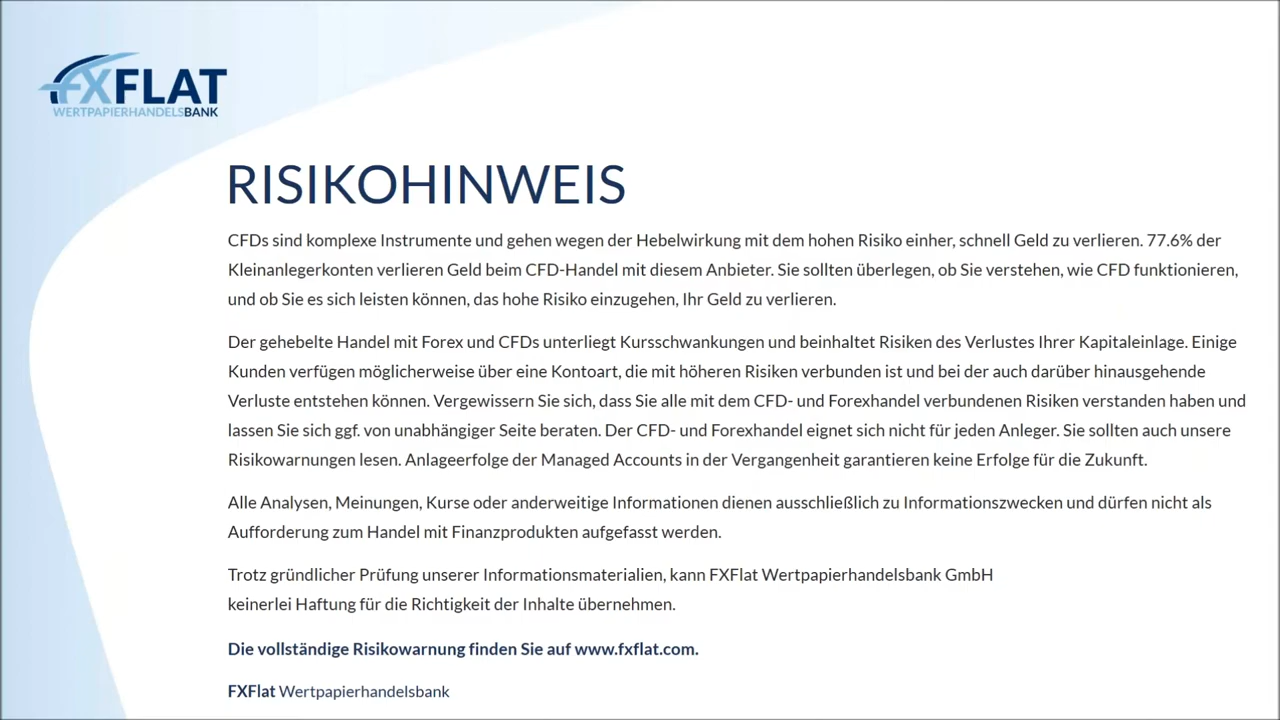 FXFLAT
WERTPAPIERHANDELSBANK
RISIKOHINWEIS
CFDs sind komplexe Instrumente und gehen wegen der Hebelwirkung mit dem hohen Risiko einher, schnell Geld zu verlieren. 77.6% der
Kleinanlegerkonten verlieren Geld beim CFD-Handel mit diesem Anbieter. Sie sollten überlegen, ob Sie verstehen, wie CFD funktionieren,
und ob Sie es sich leisten können, das hohe Risiko einzugehen, Ihr Geld zu verlieren.
Der gehebelte Handel mit Forex und CFDs unterliegt Kursschwankungen und beinhaltet Risiken des Verlustes Ihrer Kapitaleinlage. Einige
Kunden verfügen möglicherweise über eine Kontoart, die mit höheren Risiken verbunden ist und bei der auch darüber hinausgehende
Verluste entstehen können. Vergewissern Sie sich, dass Sie alle mit dem CFD- und Forexhandel verbundenen Risiken verstanden haben und
lassen Sie sich ggf. von unabhängiger Seite beraten. Der CFD- und Forexhandel eignet sich nicht für jeden Anleger. Sie sollten auch unsere
Risikowarnungen lesen. Anlageerfolge der Managed Accounts in der Vergangenheit garantieren keine Erfolge für die Zukunft.
Alle Analysen, Meinungen, Kurse oder anderweitige Informationen dienen ausschließlich zu Informationszwecken und dürfen nicht als
Aufforderung zum Handel mit Finanzprodukten aufgefasst werden.
Trotz gründlicher Prüfung unserer Informationsmaterialien, kann FXFlat Wertpapierhandelsbank GmbH
keinerlei Haftung für die Richtigkeit der Inhalte übernehmen.
Die vollständige Risikowarnung finden Sie auf www.fxflat.com.
FXFlat Wertpapierhandelsbank